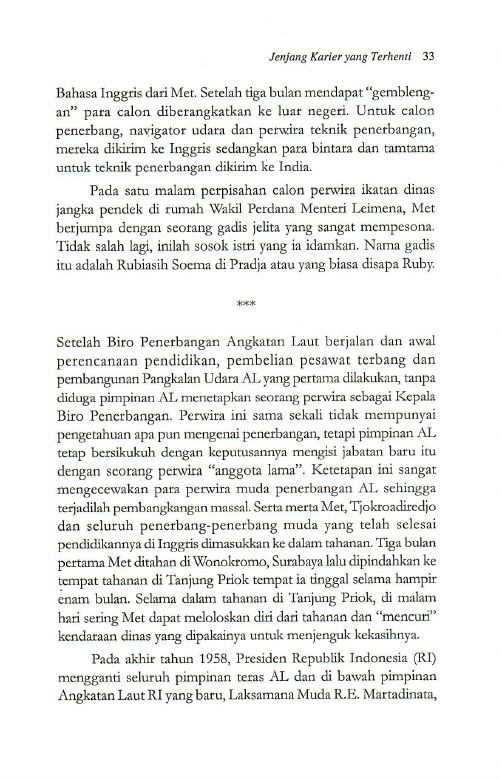 Jenjang Karier yang Terhenti 33
Bahasa Inggris dari Met. Setelah tiga bulan mendapat “gembleng-
an” para calon diberangkatkan ke luar negeri. Untuk calon
penerbang, navigator udara dan perwira teknik penerbangan,
mereka dikirim ke Inggris sedangkan para bintara dan tamtama
untuk teknik penerbangan dikirim ke India.
Pada satu malam perpisahan calon perwira ikatan dinas
jangka pendek di rumah Wakil Perdana Menteri Leimena, Met
berjumpa dengan seorang gadis jelita yang sangat mempesona.
Tidak salah lagi, inilah sosok istri yang ia idamkan. Nama gadis
itu adalah Rubiasih Soema di Pradja atau yang biasa disapa Ruby.
***
Setelah Biro Penerbangan Angkatan Laut berjalan dan awal
perencanaan pendidikan, pembelian pesawat terbang dan
pembangunan Pangkalan Udara AL yang pertama dilakukan, tanpa
diduga pimpinan AL menetapkan seorang perwira sebagai Kepala
Biro Penerbangan. Perwira ini sama sekali tidak mempunyai
pengetahuan apa pun mengenai penerbangan, tetapi pimpinan AL
tetap bersikukuh dengan keputusannya mengisi jabatan baru itu
dengan seorang perwira “anggota lama”. Ketetapan ini sangat
mengecewakan para perwira muda penerbangan AL sehingga
terjadilah pembangkangan massal. Serta merta Met, Tjokroadiredjo
dan seluruh penerbang-penerbang muda yang telah selesai
pendidikannya di Inggris dimasukkan ke dalam tahanan. Tiga bulan
pertama Met ditahan di Wonokromo, Surabaya lalu dipindahkan ke
tempat tahanan di Tanjung Priok tempat ia tinggal selama hampir
enam bulan. Selama dalam tahanan di Tanjung Priok, di malam
hari sering Met dapat meloloskan diri dari tahanan dan “mencuri”
kendaraan dinas yang dipakainya untuk menjenguk kekasihnya.
Pada akhir tahun 1958, Presiden Republik Indonesia (RI)
mengganti seluruh pimpinan teras AL dan di bawah pimpinan
Angkatan Laut RI yang baru, Laksamana Muda R.E. Martadinata,